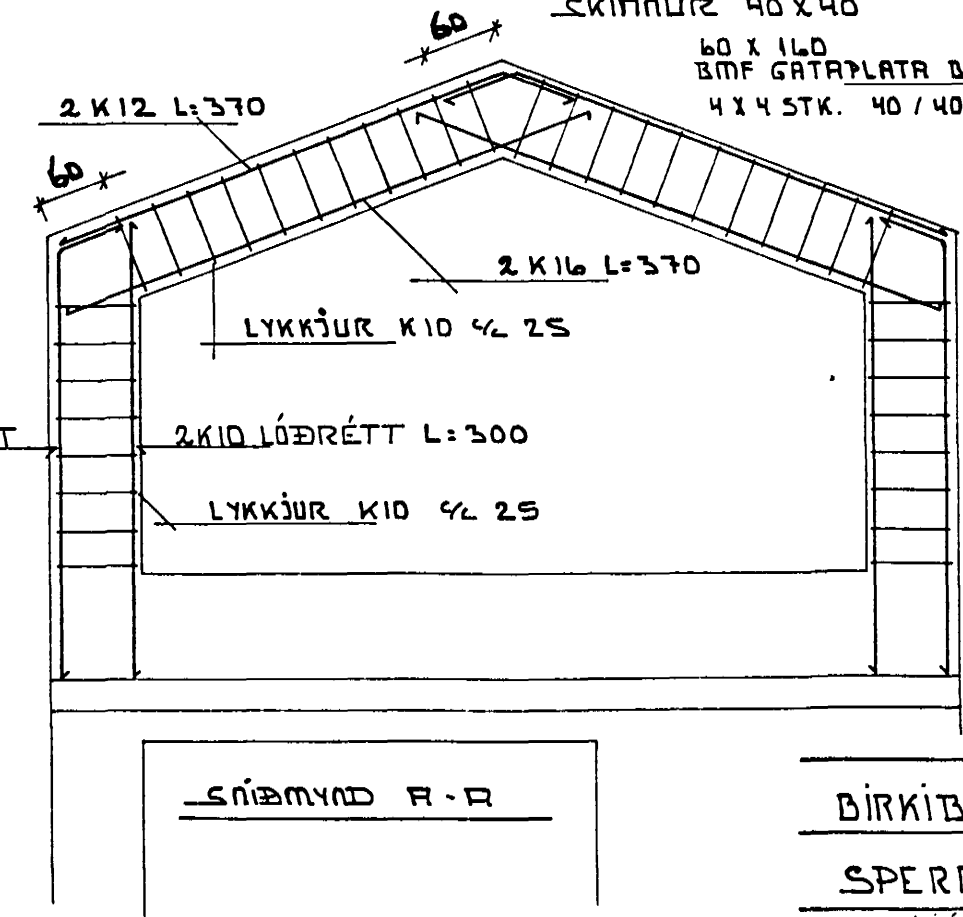 SKINNUR 40 X 40
60 X 160
BMF GATAPLATA B
4 X 4 STK. 40 / 40
60
2 K12 L=370
60
2 K16 L=370
LYKKJUR K10 c/c 25
T
2K10 LÓÐRÉTT L=300
LYKKJUR K10 c/c 25
SNIÐMYND A - A
BIRKIB
SPER